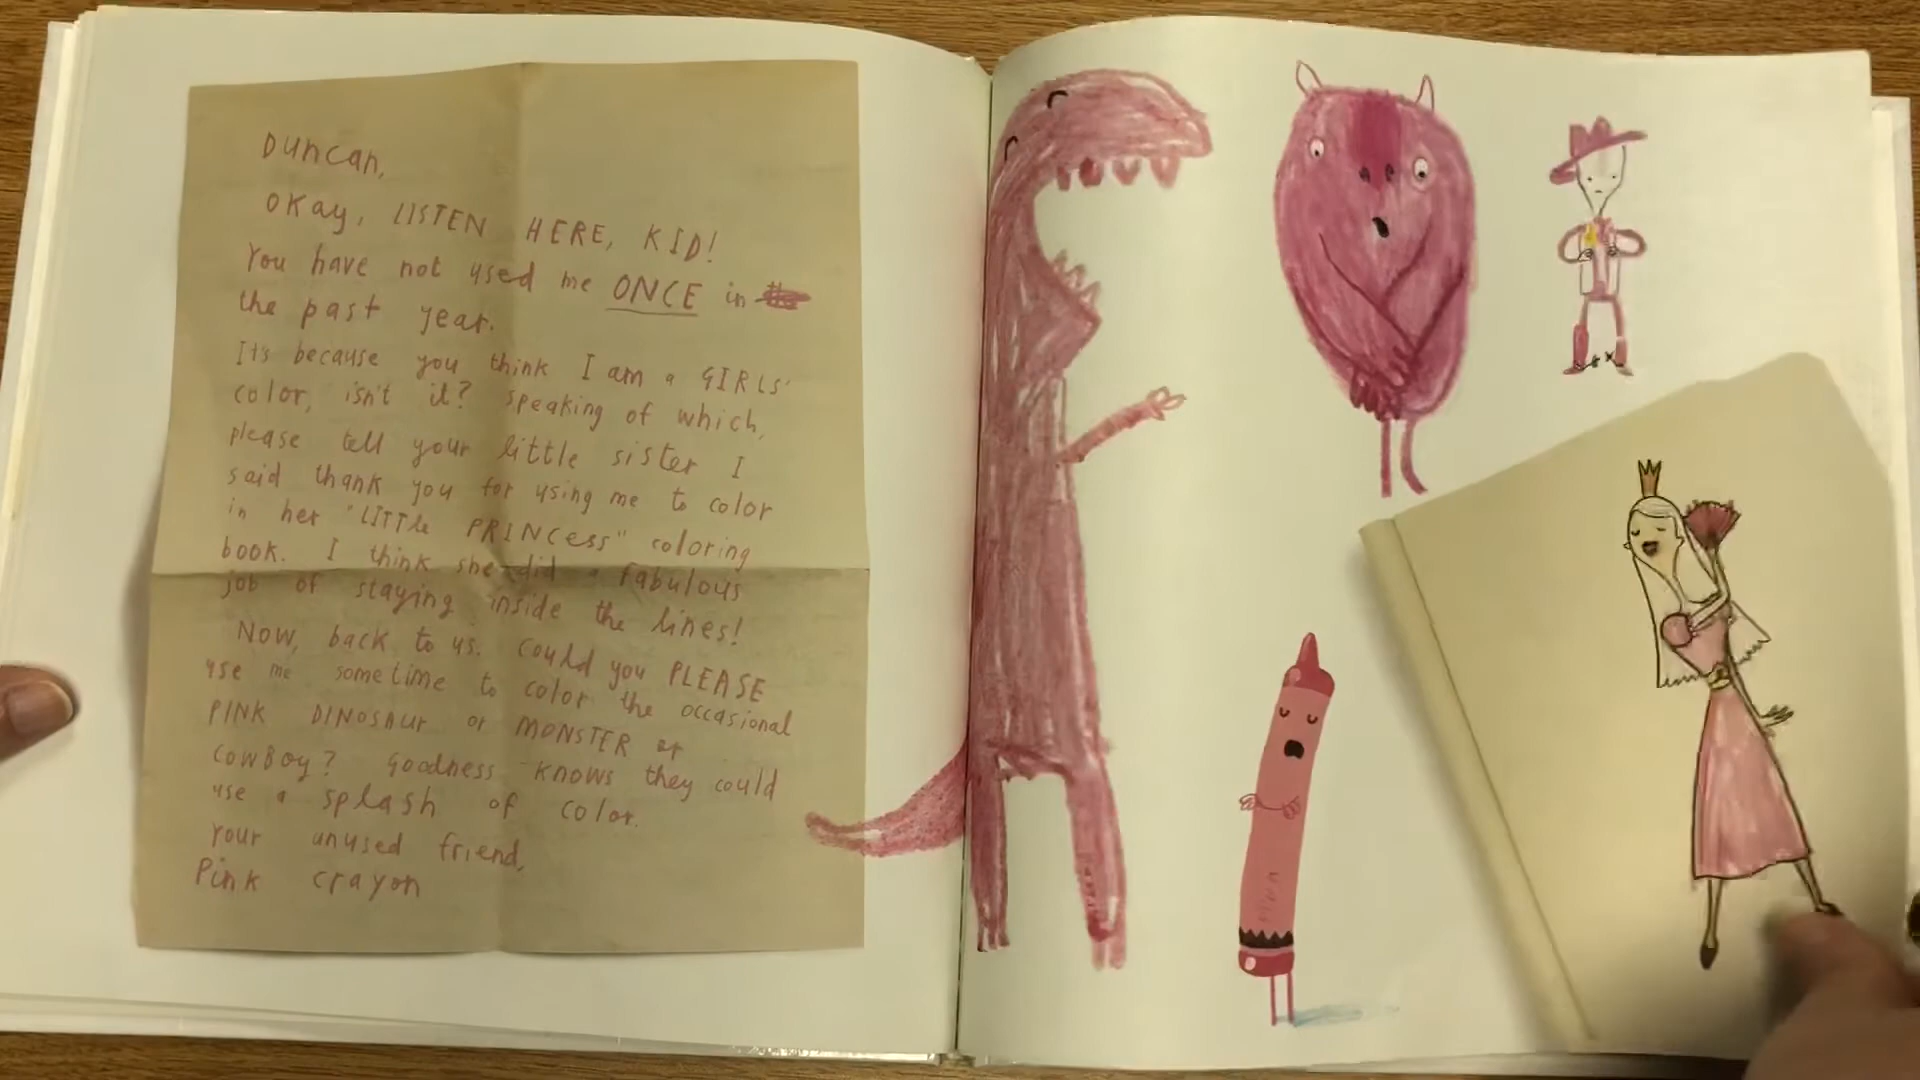 Duncan,
Okay, LISTEN HERE, KID!
You have not used me ONCE in
the past year.
It's because you think I am a GIRLS'
color, isn't it? Speaking of which,
please tell your little sister I
said thank you for using me to color
in her "LITTLE PRINCESS" coloring
book. I think she did a fabulous
job of staying inside the lines!
Now, back to us. Could you PLEASE
use me sometime to color the occasional
PINK DINOSAUR or MONSTER or
COWBOY? Goodness knows they could
use a splash of color.
Your unused friend,
Pink crayon